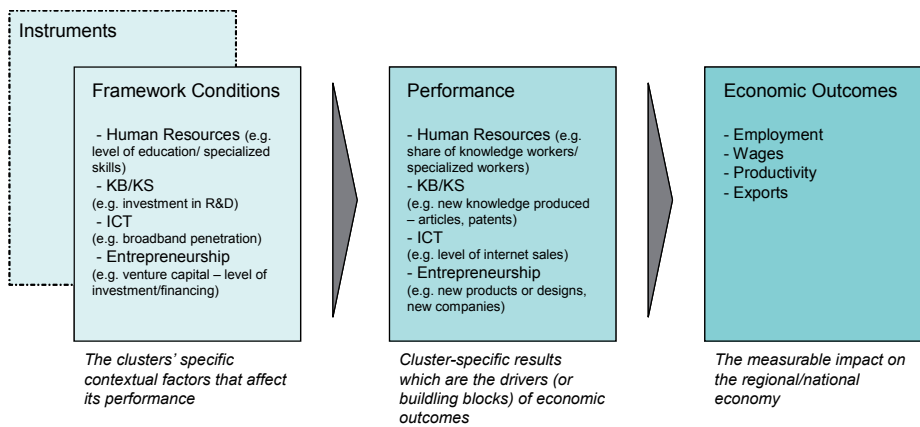 Instruments
Framework Conditions
- Human Resources (e.g.
level of education/ specialized
skills)
- KB/KS
(e.g. investment in R&D)
- ICT
(e.g. broadband penetration)
- Entrepreneurship
(e.g. venture capital – level of
investment/financing)
The clusters' specific
contextual factors that affect
its performance
Performance
- Human Resources (e.g.
share of knowledge workers/
specialized workers)
- KB/KS
(e.g. new knowledge produced
– articles, patents)
- ICT
(e.g. level of internet sales)
- Entrepreneurship
(e.g. new products or designs,
new companies)
Cluster-specific results
which are the drivers (or
buildling blocks) of economic
outcomes
Economic Outcomes
- Employment
- Wages
- Productivity
- Exports
The measurable impact on
the regional/national
economy